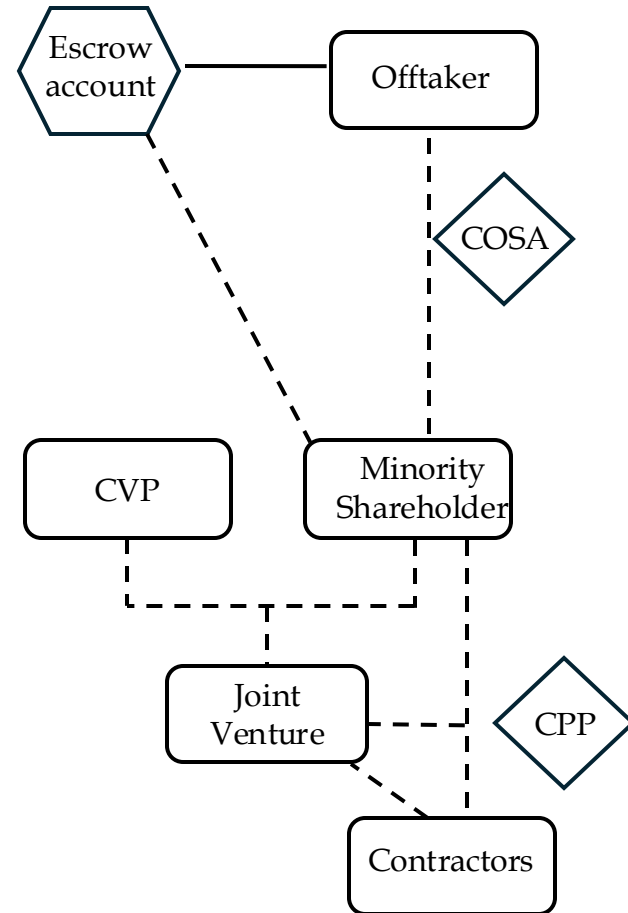 Escrow
account
Offtaker
COSA
CVP
Minority
Shareholder
Joint
Venture
CPP
Contractors